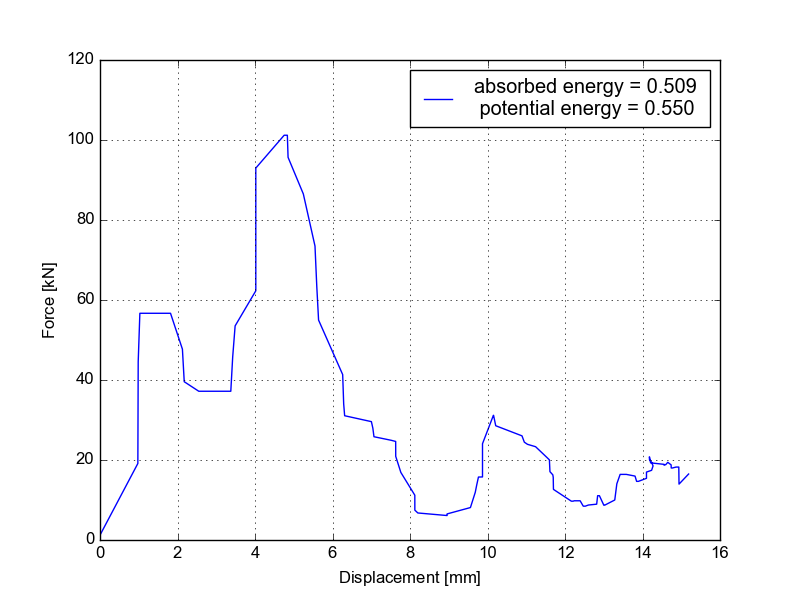 120
100
80
60
40
20
0
Force [kN]
absorbed energy = 0.509
potential energy = 0.550
0 2 4 6 8 10 12 14 16
Displacement [mm]